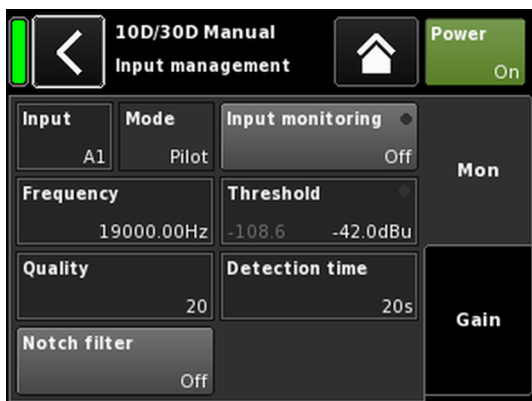 10D/30D Manual
Input management
Power
On
Input
A1
Mode
Pilot
Input monitoring
Off
Mon
Frequency
19000.00Hz
Threshold
-108.6 -42.0dBu
Quality
20
Detection time
20s
Gain
Notch filter
Off